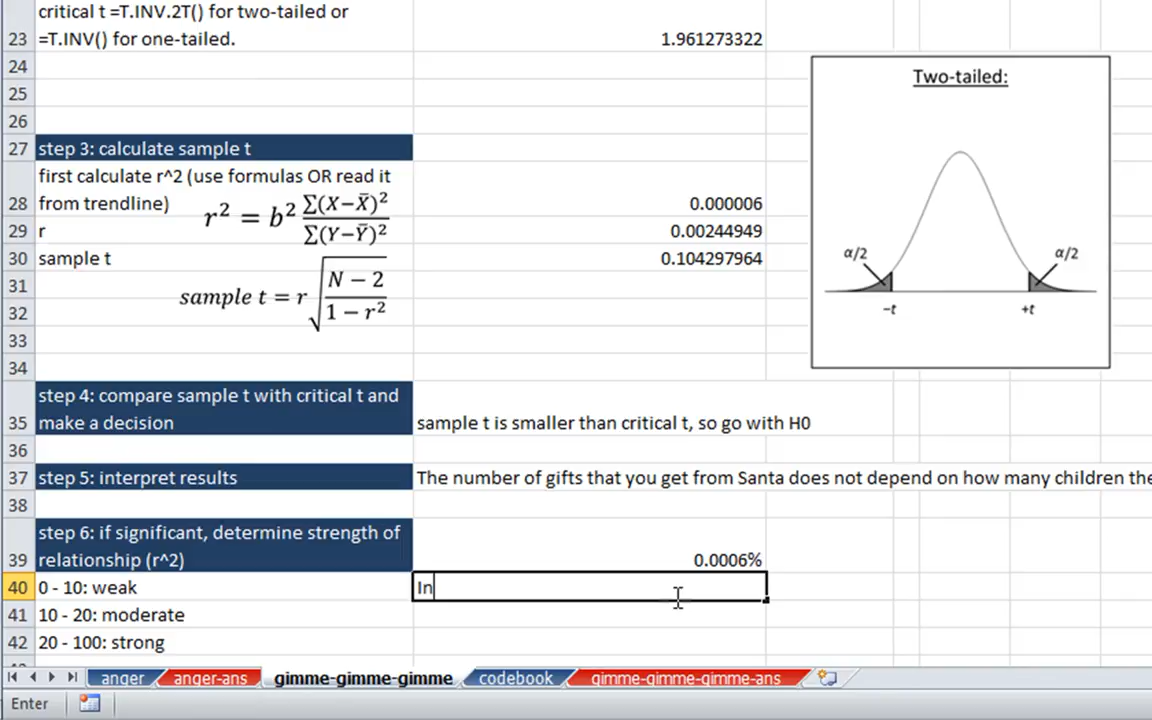 critical t =T.INV.2T() for two-tailed or
23 =T.INV() for one-tailed. 1.961273322
24
25
26
Two-tailed:
27 step 3: calculate sample t
first calculate r^2 (use formulas OR read it
28 from trendline) r² = b² ∑(X−X̄)² / ∑(Y−Ȳ)² 0.000006
29 r 0.00244949
30 sample t 0.104297964
α/2 α/2
−t +t
31 sample t = r √((N − 2) / (1 − r²))
32
33
34
step 4: compare sample t with critical t and
35 make a decision sample t is smaller than critical t, so go with H0
36
37 step 5: interpret results The number of gifts that you get from Santa does not depend on how many children the
38
step 6: if significant, determine strength of
39 relationship (r^2) 0.0006%
40 0 - 10: weak In
41 10 - 20: moderate
42 20 - 100: strong
anger anger-ans gimme-gimme-gimme codebook gimme-gimme-gimme-ans
Enter